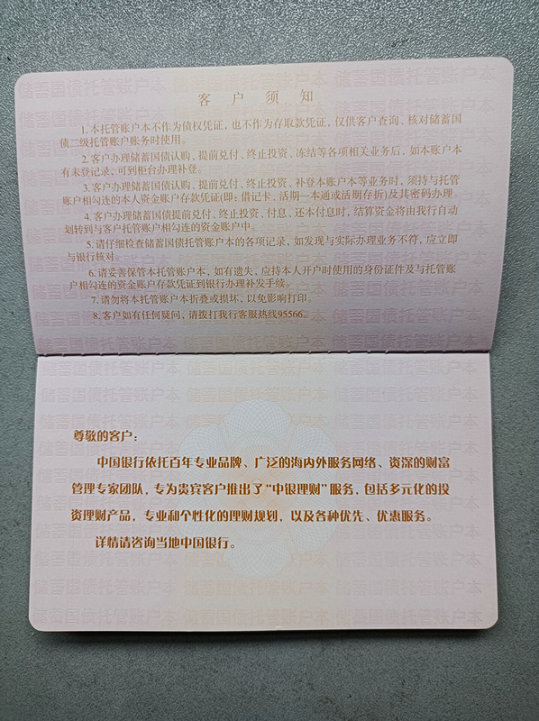 客户须知
1.本托管账户本不作为债权凭证，也不作为存取款凭证，仅供客户查询、核对储蓄国
债二级托管账户账务时使用。
2.客户办理储蓄国债认购、提前兑付、终止投资、冻结等各项相关业务后，如本账户本
有未登记录，可到柜台办理补登。
3.客户办理储蓄国债认购、提前兑付、终止投资、补登本账户本等业务时，须持与托管
账户相勾连的本人资金账户存款凭证(即：借记卡、活期一本通或活期存折)及其密码办理。
4.客户办理储蓄国债提前兑付、终止投资、付息、还本付息时，结算资金将由我行自动
划转到与客户托管账户相勾连的资金账户中。
5.请仔细检查储蓄国债托管账户本的各项记录，如发现与实际办理业务不符，应立即
与银行核对。
6.请妥善保管本托管账户本，如有遗失，应持本人开户时使用的身份证件及与托管账
户相勾连的资金账户存款凭证到银行办理补发手续。
7.请勿将本托管账户本折叠或损坏，以免影响打印。
8.客户如有任何疑问，请拨打我行客服热线95566。
尊敬的客户：
中国银行依托百年专业品牌、广泛的海内外服务网络、资深的财富
管理专家团队，专为贵宾客户推出了“中银理财”服务，包括多元化的投
资理财产品，专业和个性化的理财规划，以及各种优先、优惠服务。
详情请咨询当地中国银行。